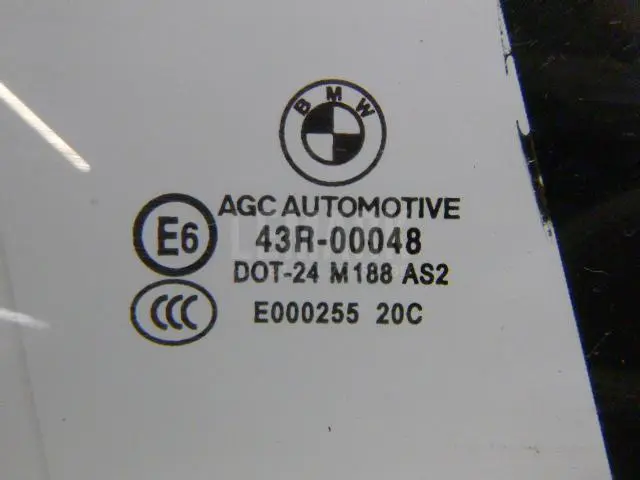 BMW
AGC AUTOMOTIVE
E6
43R-00048
DOT-24 M188 AS2
CCC
E000255 20C